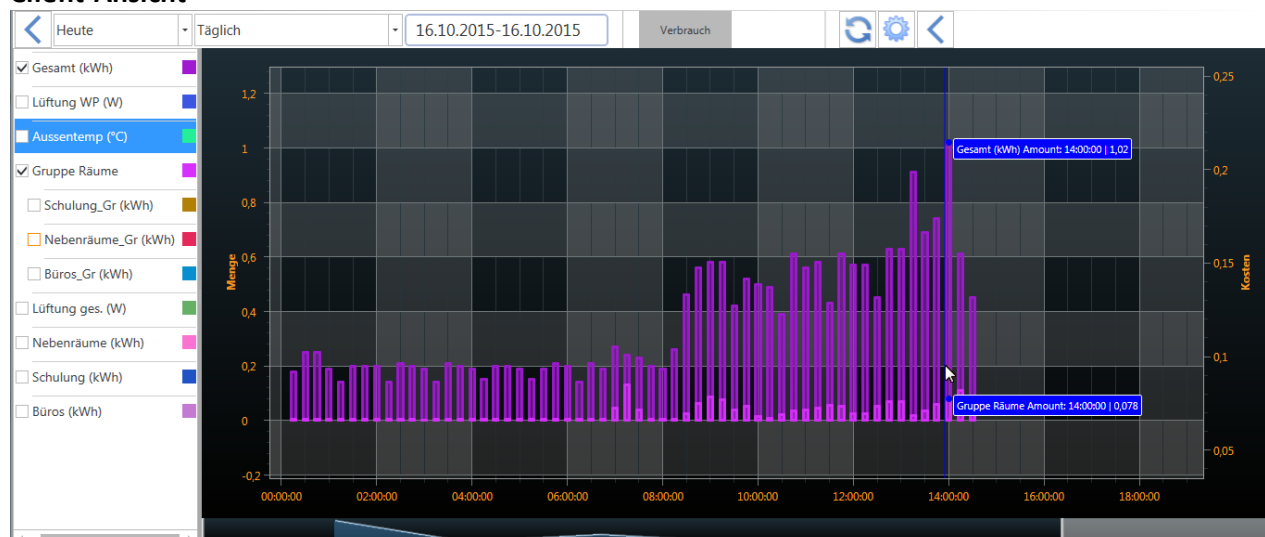 Client-Ansicht
Heute
Täglich
16.10.2015-16.10.2015
Verbrauch
Gesamt (kWh)
Lüftung WP (W)
Aussentemp (°C)
Gruppe Räume
Schulung_Gr (kWh)
Nebenräume_Gr (kWh)
Büros_Gr (kWh)
Lüftung ges. (W)
Nebenräume (kWh)
Schulung (kWh)
Büros (kWh)
Menge
1,2
1
0,8
0,6
0,4
0,2
0
-0,2
Gesamt (kWh) Amount: 14:00:00 | 1,02
Gruppe Räume Amount: 14:00:00 | 0,078
0,25
0,2
0,15
0,1
0,05
Kosten
00:00:00 02:00:00 04:00:00 06:00:00 08:00:00 10:00:00 12:00:00 14:00:00 16:00:00 18:00:00